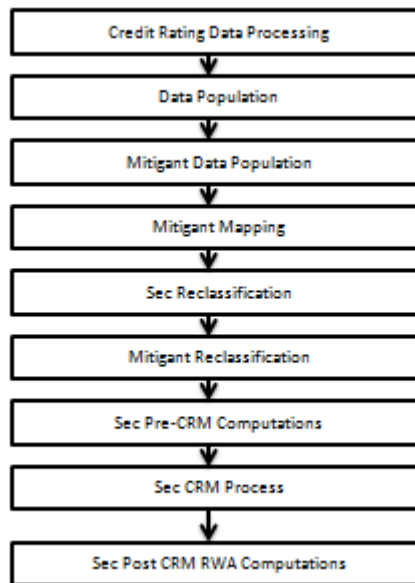 Credit Rating Data Processing
Data Population
Mitigant Data Population
Mitigant Mapping
Sec Reclassification
Mitigant Reclassification
Sec Pre-CRM Computations
Sec CRM Process
Sec Post CRM RWA Computations